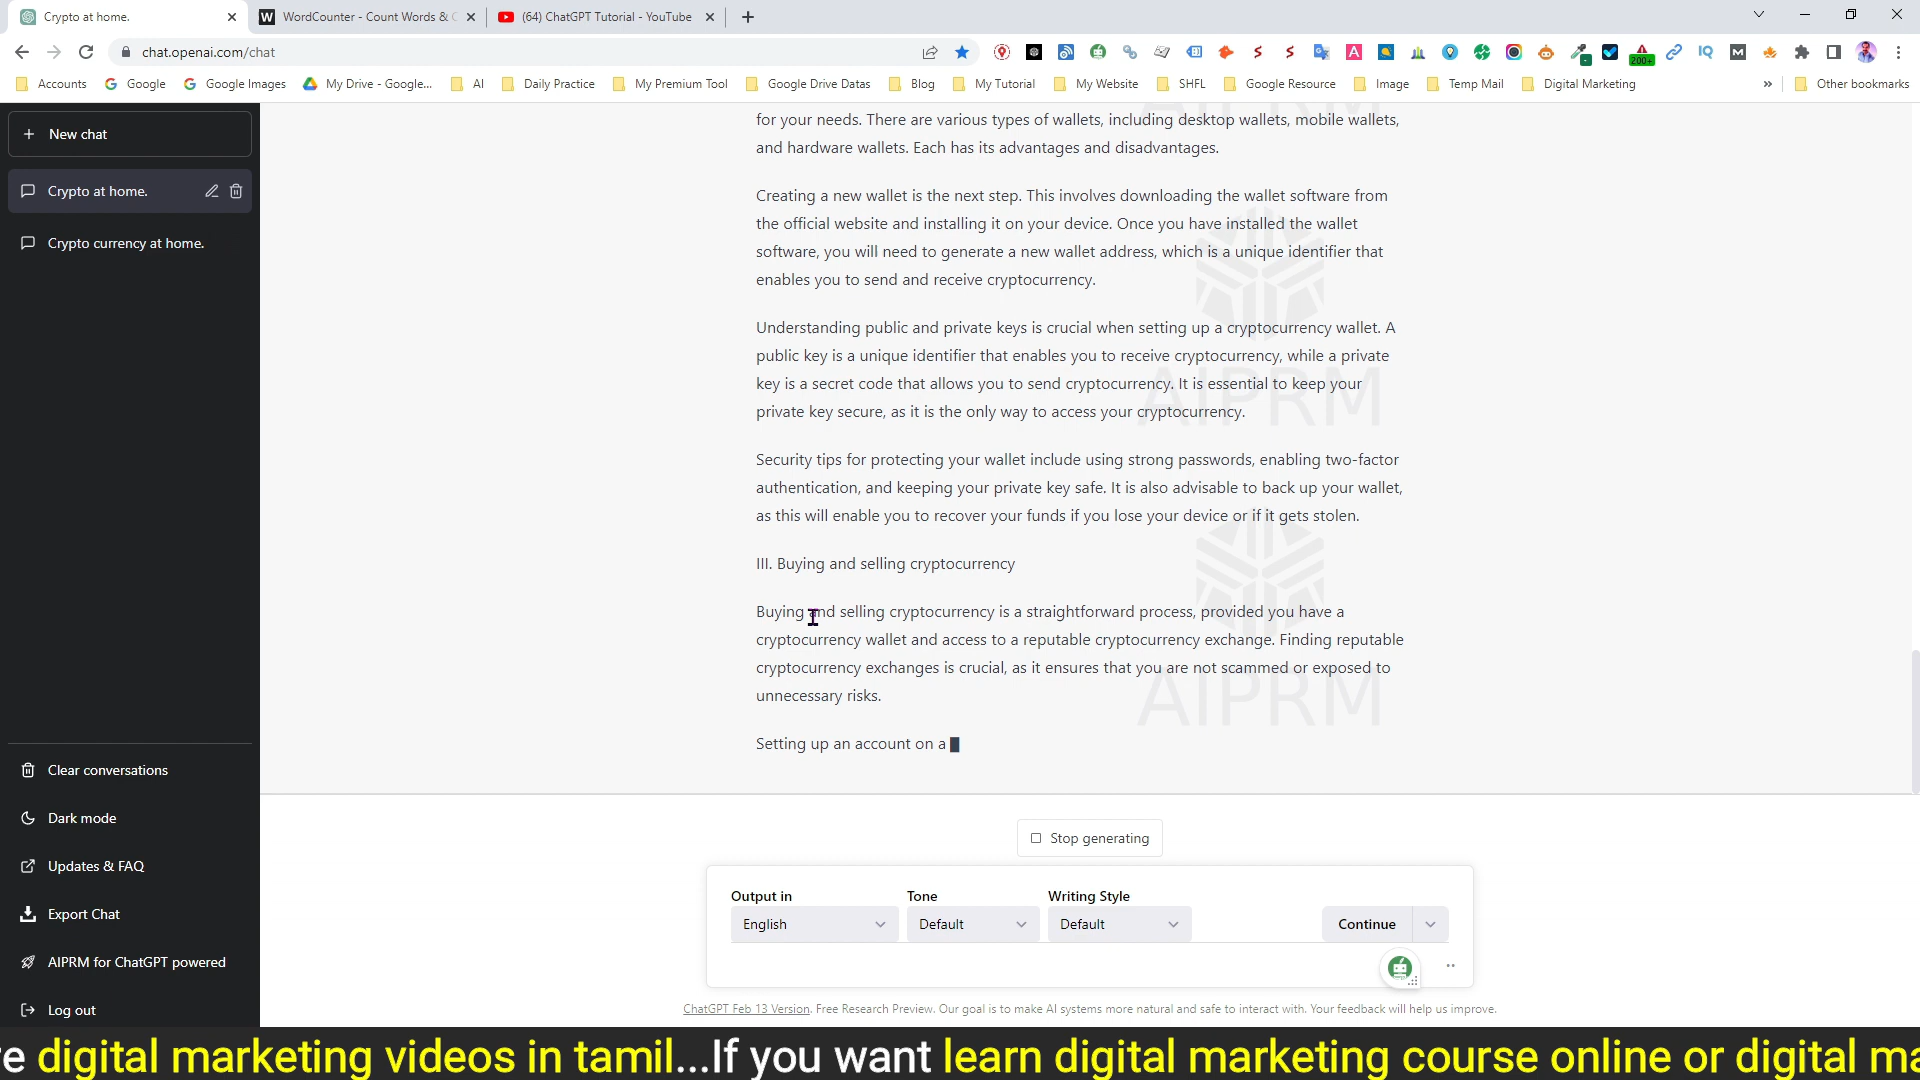 Crypto at home.
WordCounter - Count Words & C
(64) ChatGPT Tutorial - YouTube
chat.openai.com/chat
200+
Accounts
Google
Google Images
My Drive - Google...
AI
Daily Practice
My Premium Tool
Google Drive Datas
Blog
My Tutorial
My Website
SHFL
Google Resource
Image
Temp Mail
Digital Marketing
»
Other bookmarks
+ New chat
Crypto at home.
Crypto currency at home.
Clear conversations
Dark mode
Updates & FAQ
Export Chat
AIPRM for ChatGPT powered
Log out
for your needs. There are various types of wallets, including desktop wallets, mobile wallets,
and hardware wallets. Each has its advantages and disadvantages.
Creating a new wallet is the next step. This involves downloading the wallet software from
the official website and installing it on your device. Once you have installed the wallet
software, you will need to generate a new wallet address, which is a unique identifier that
enables you to send and receive cryptocurrency.
Understanding public and private keys is crucial when setting up a cryptocurrency wallet. A
public key is a unique identifier that enables you to receive cryptocurrency, while a private
key is a secret code that allows you to send cryptocurrency. It is essential to keep your
private key secure, as it is the only way to access your cryptocurrency.
AIPRM
Security tips for protecting your wallet include using strong passwords, enabling two-factor
authentication, and keeping your private key safe. It is also advisable to back up your wallet,
as this will enable you to recover your funds if you lose your device or if it gets stolen.
III. Buying and selling cryptocurrency
Buying and selling cryptocurrency is a straightforward process, provided you have a
cryptocurrency wallet and access to a reputable cryptocurrency exchange. Finding reputable
cryptocurrency exchanges is crucial, as it ensures that you are not scammed or exposed to
unnecessary risks.
AIPRM
Setting up an account on a
Stop generating
Output in
Tone
Writing Style
English
Default
Default
Continue
ChatGPT Feb 13 Version. Free Research Preview. Our goal is to make AI systems more natural and safe to interact with. Your feedback will help us improve.
e digital marketing videos in tamil...If you want learn digital marketing course online or digital ma